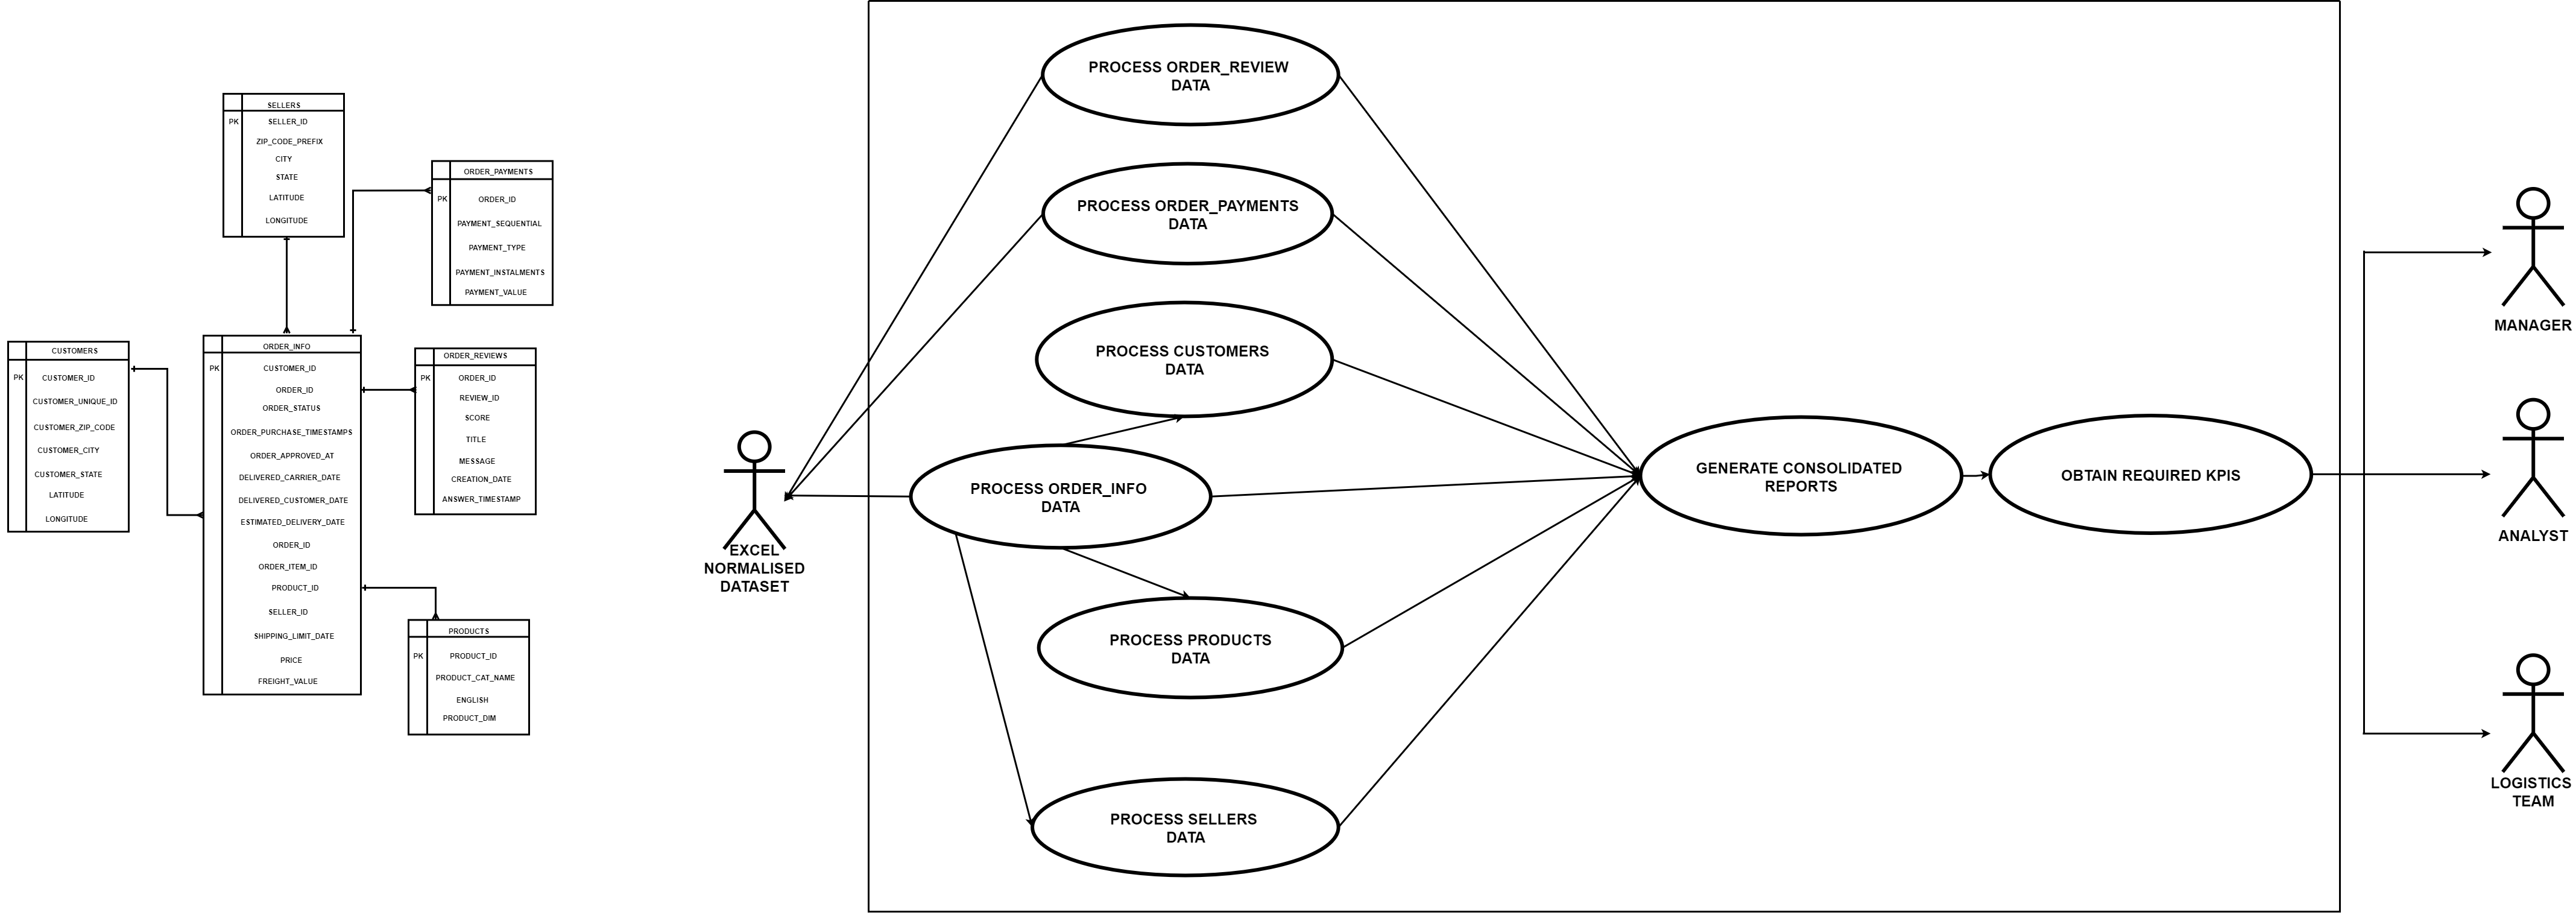 SELLERS
PK
SELLER_ID
ZIP_CODE_PREFIX
CITY
STATE
LATITUDE
LONGITUDE
ORDER_PAYMENTS
PK
ORDER_ID
PAYMENT_SEQUENTIAL
PAYMENT_TYPE
PAYMENT_INSTALMENTS
PAYMENT_VALUE
CUSTOMERS
PK
CUSTOMER_ID
CUSTOMER_UNIQUE_ID
CUSTOMER_ZIP_CODE
CUSTOMER_CITY
CUSTOMER_STATE
LATITUDE
LONGITUDE
ORDER_INFO
PK
CUSTOMER_ID
ORDER_ID
ORDER_STATUS
ORDER_PURCHASE_TIMESTAMPS
ORDER_APPROVED_AT
DELIVERED_CARRIER_DATE
DELIVERED_CUSTOMER_DATE
ESTIMATED_DELIVERY_DATE
ORDER_ID
ORDER_ITEM_ID
PRODUCT_ID
SELLER_ID
SHIPPING_LIMIT_DATE
PRICE
FREIGHT_VALUE
ORDER_REVIEWS
PK
ORDER_ID
REVIEW_ID
SCORE
TITLE
MESSAGE
CREATION_DATE
ANSWER_TIMESTAMP
PRODUCTS
PK
PRODUCT_ID
PRODUCT_CAT_NAME
ENGLISH
PRODUCT_DIM
EXCEL
NORMALISED
DATASET
PROCESS ORDER_REVIEW
DATA
PROCESS ORDER_PAYMENTS
DATA
PROCESS CUSTOMERS
DATA
PROCESS ORDER_INFO
DATA
PROCESS PRODUCTS
DATA
PROCESS SELLERS
DATA
GENERATE CONSOLIDATED
REPORTS
OBTAIN REQUIRED KPIS
MANAGER
ANALYST
LOGISTICS
TEAM